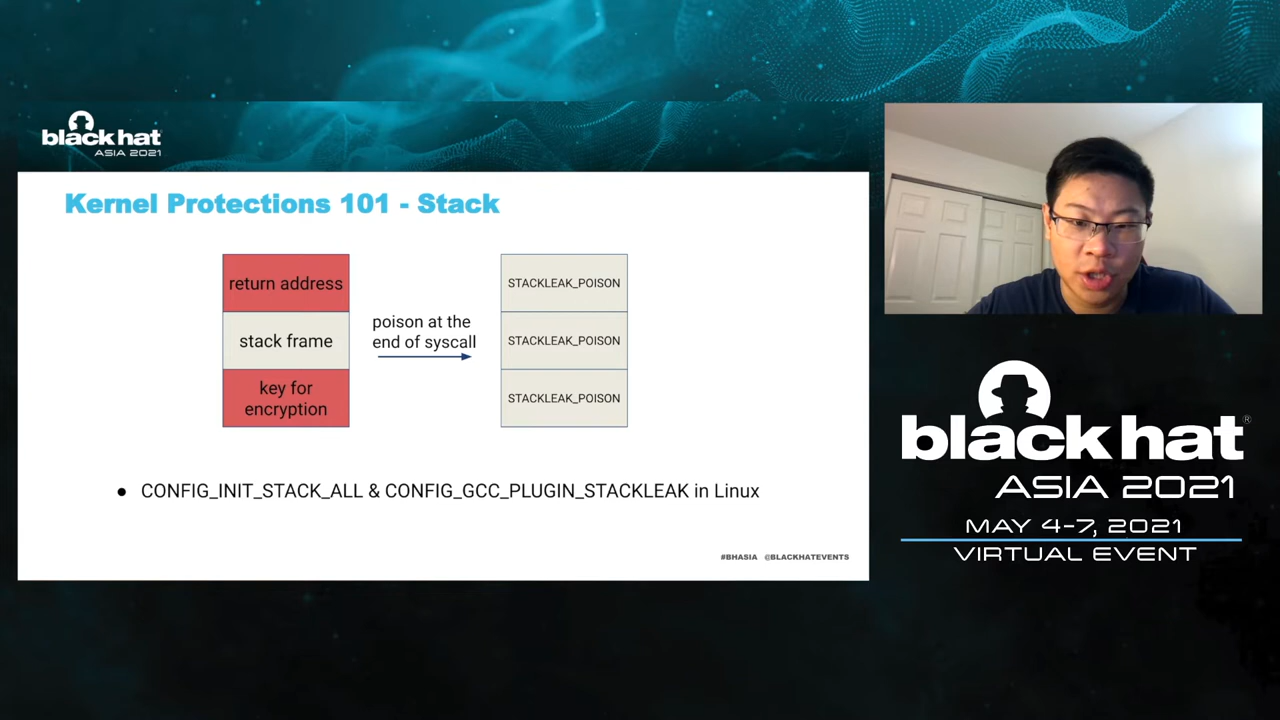 black hat
ASIA 2021
Kernel Protections 101 - Stack
return address
stack frame
key for
encryption
poison at the
end of syscall
STACKLEAK_POISON
STACKLEAK_POISON
STACKLEAK_POISON
● CONFIG_INIT_STACK_ALL & CONFIG_GCC_PLUGIN_STACKLEAK in Linux
#BHASIA @BLACKHATEVENTS
black hat®
ASIA 2021
MAY 4-7, 2021
VIRTUAL EVENT